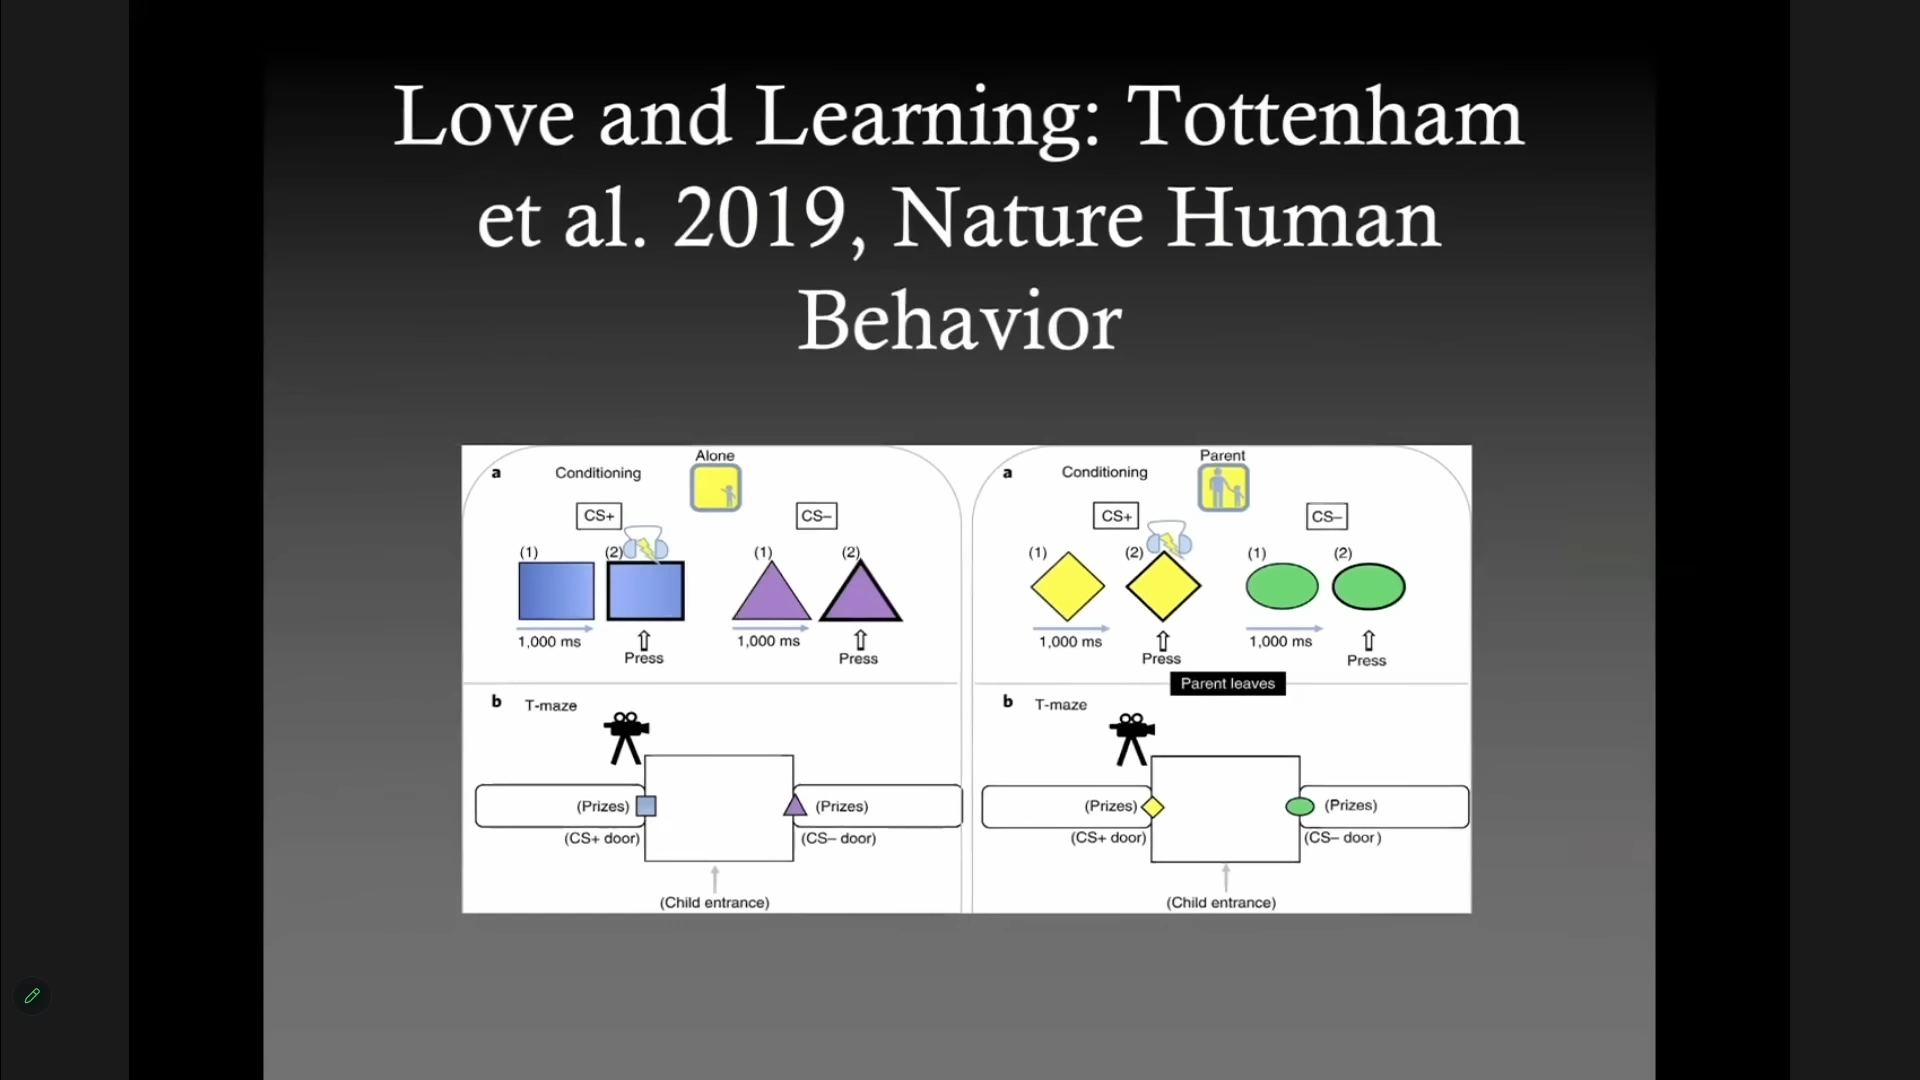 Love and Learning: Tottenham
et al. 2019, Nature Human
Behavior
a Conditioning Alone
CS+ CS–
(1) (2) (1) (2)
1,000 ms 1,000 ms
Press Press
b T-maze
(Prizes) (Prizes)
(CS+ door) (CS– door)
(Child entrance)
a Conditioning Parent
CS+ CS–
(1) (2) (1) (2)
1,000 ms 1,000 ms
Press Press
Parent leaves
b T-maze
(Prizes) (Prizes)
(CS+ door) (CS– door)
(Child entrance)